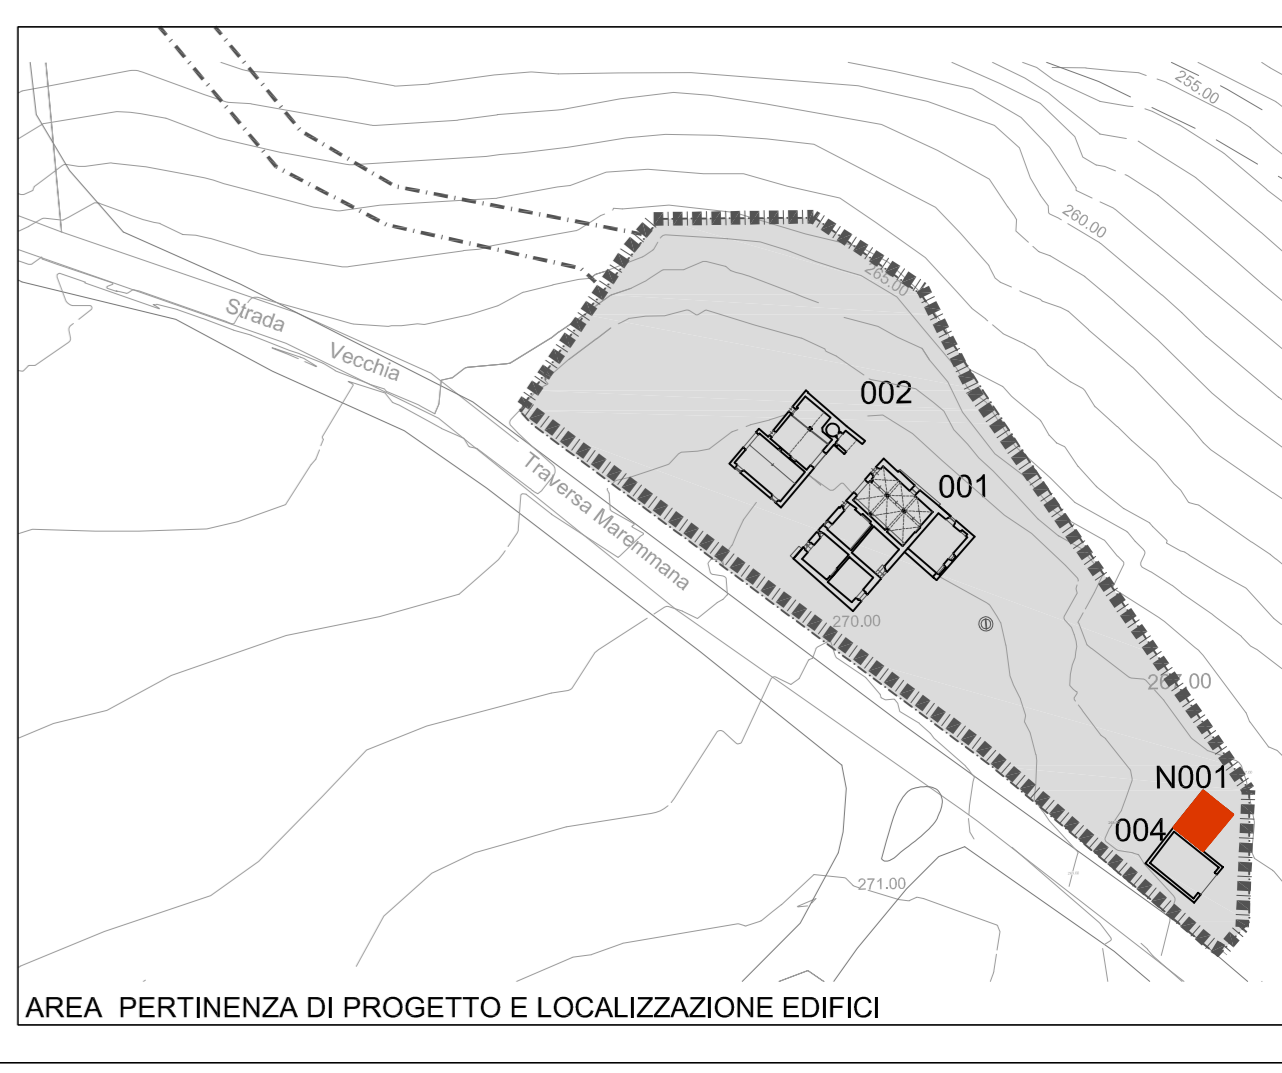 255.00
260.00
265.00
Strada
Vecchia
002
Traversa Maremmana
001
270.00
1
N001
004
271.00
AREA PERTINENZA DI PROGETTO E LOCALIZZAZIONE EDIFICI